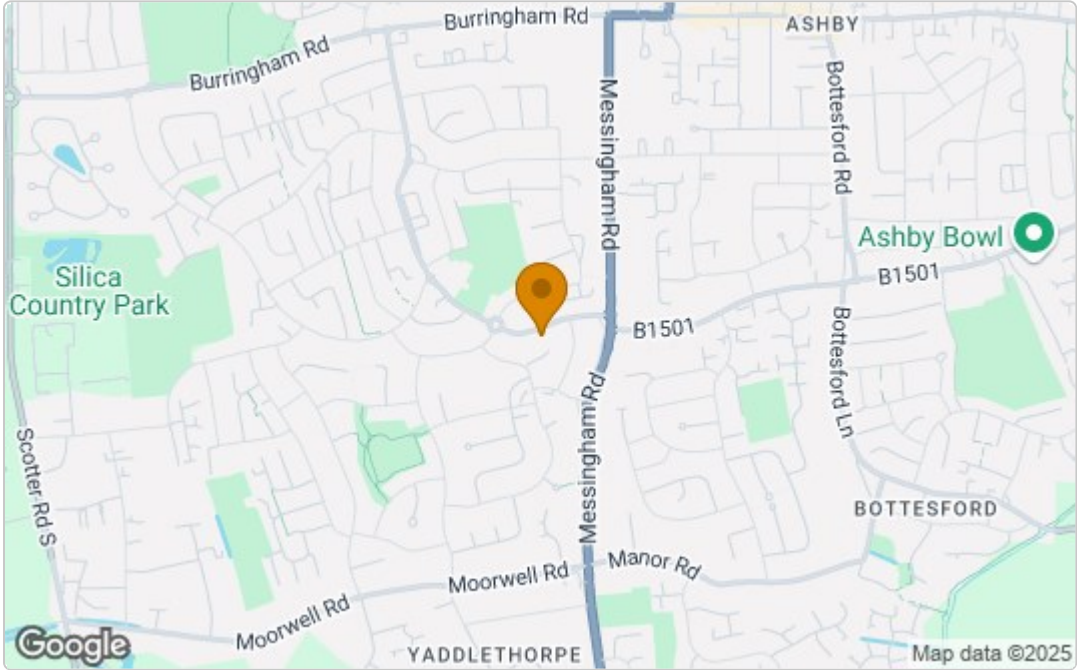 Burringham Rd
ASHBY
Burringham Rd
Messingham Rd
Bottesford Rd
Ashby Bowl
B1501
Silica
Country Park
B1501
Bottesford Ln
Messingham Rd
Scotter Rd S
BOTTESFORD
Manor Rd
Moorwell Rd
Moorwell Rd
YADDLETHORPE
Google
Map data ©2025